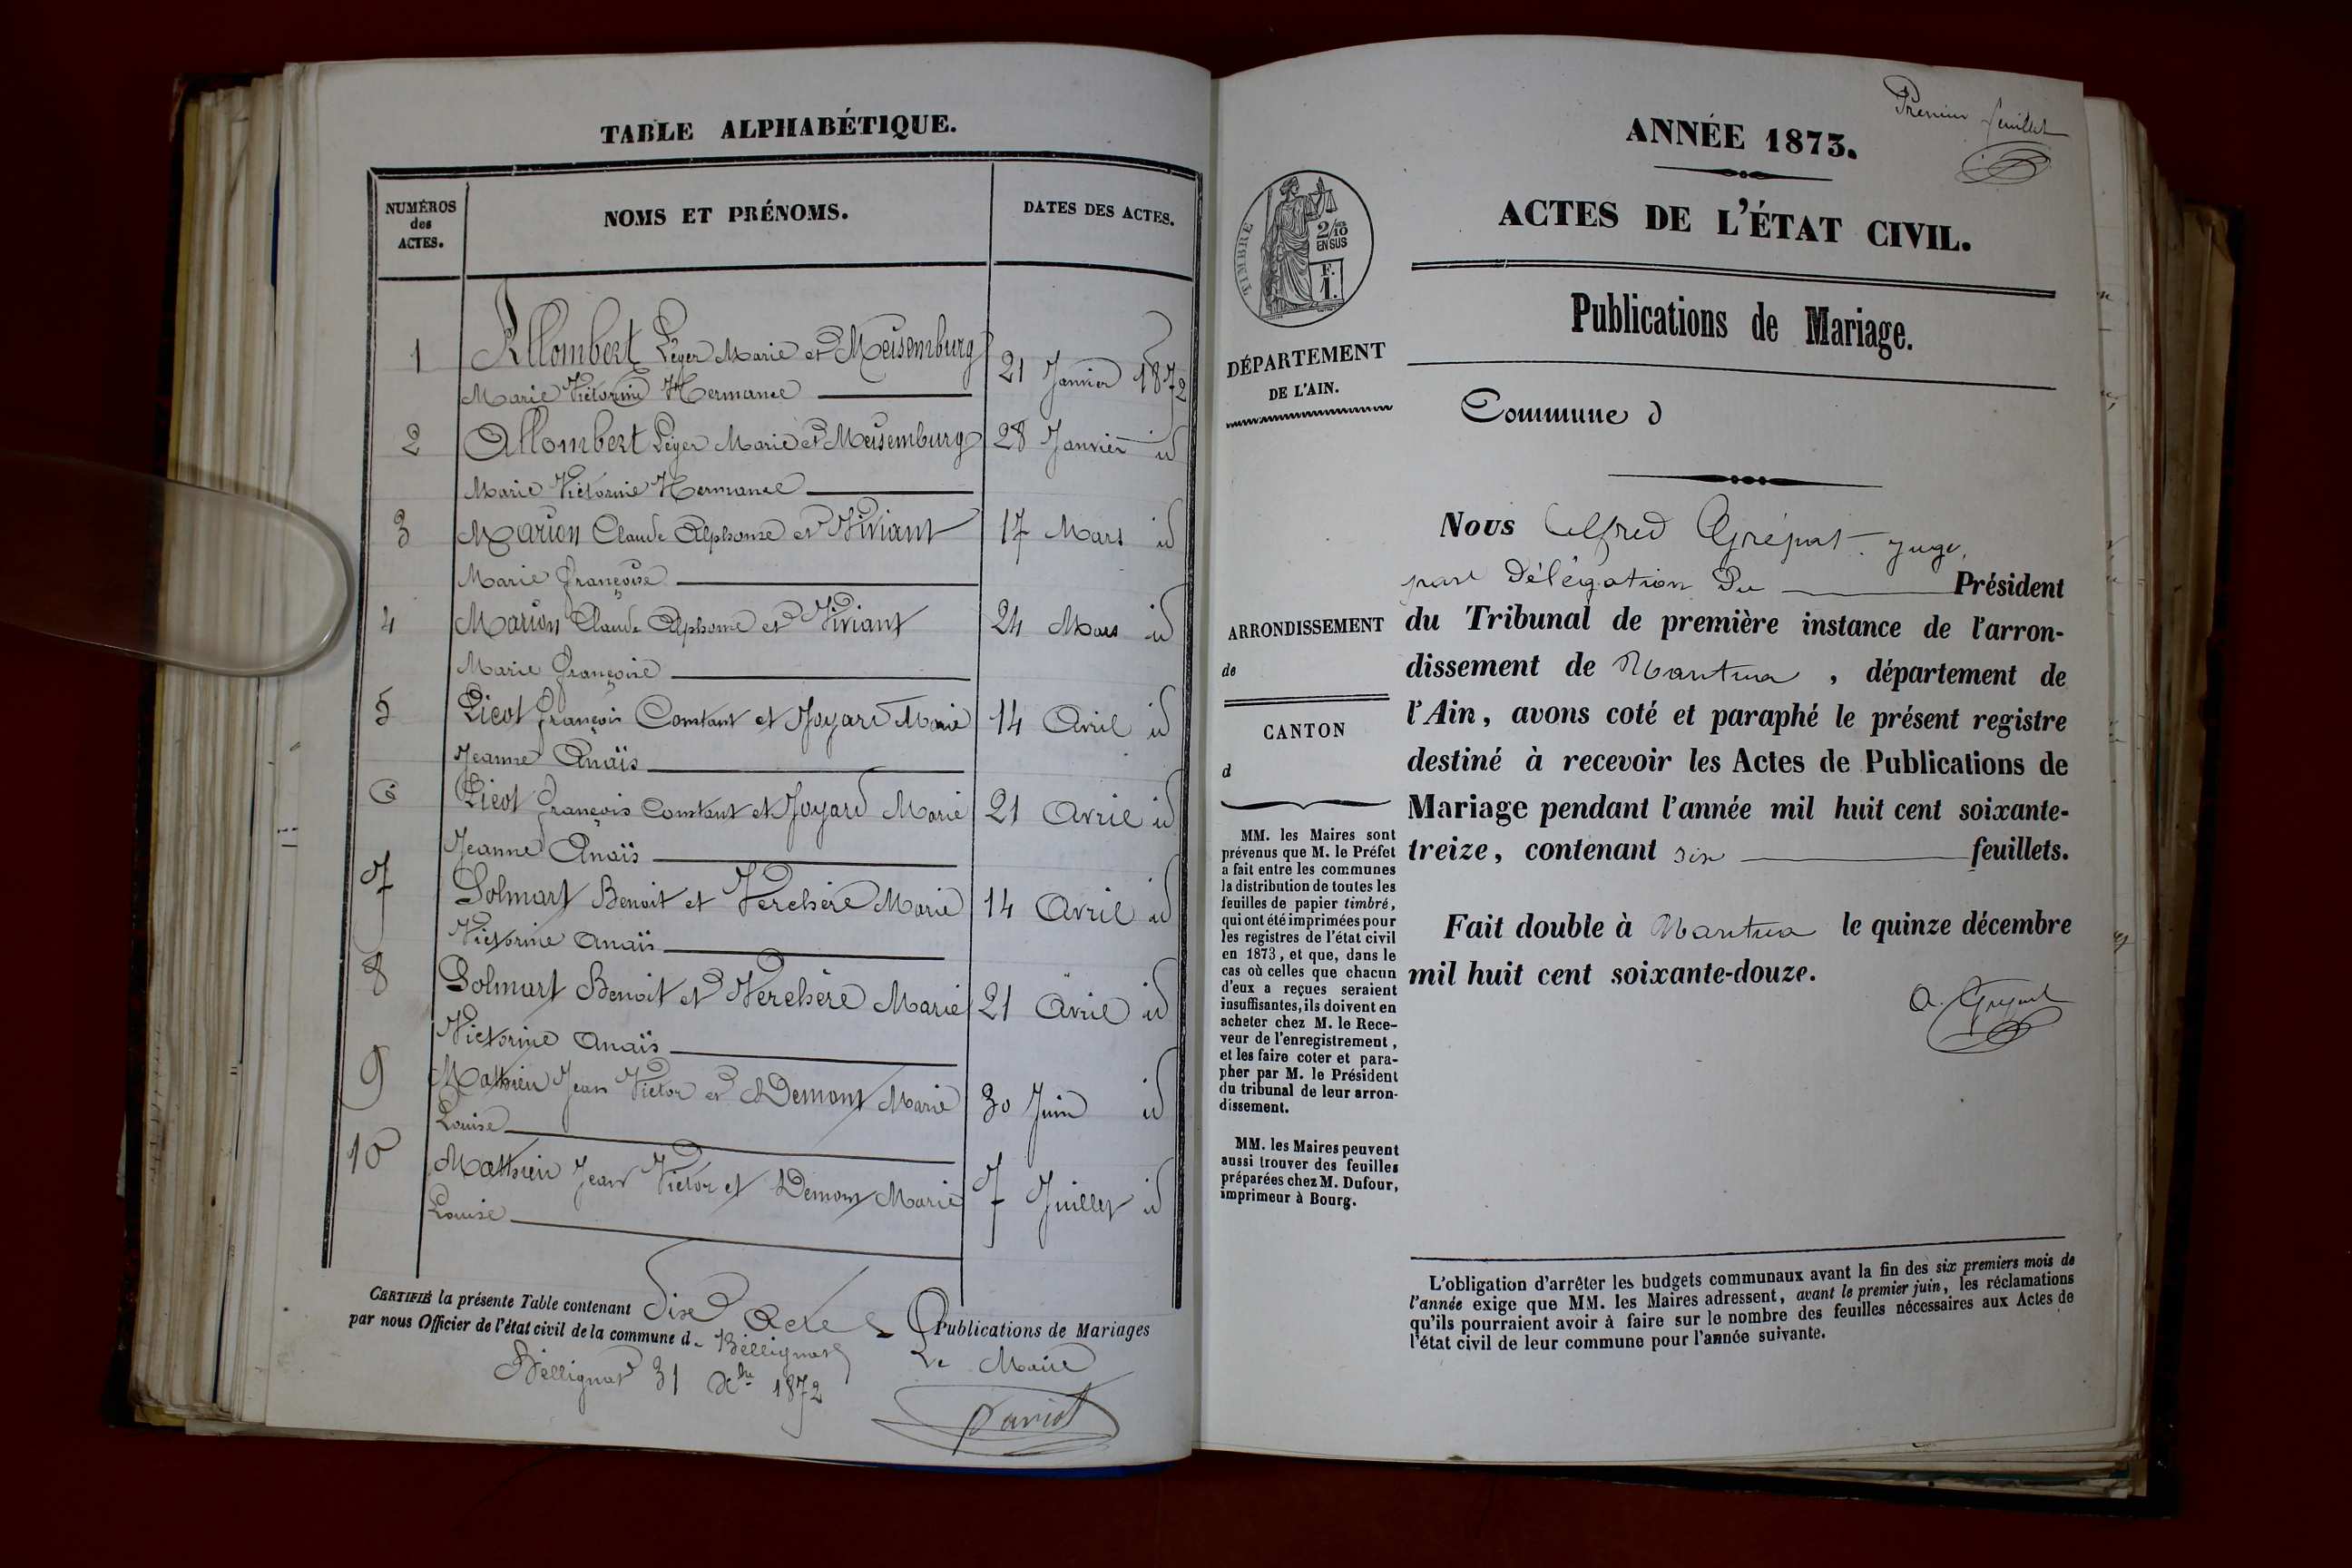 TABLE ALPHABÉTIQUE.
NUMÉROS
des
ACTES.
NOMS ET PRÉNOMS.
DATES DES ACTES.
1 Allombert Léger Marie et Meisemburg 21 Janvier 1872
Marie Victorine Hermance
2 Allombert Léger Marie et Meisemburg 28 Janvier id
Marie Victorine Hermance
3 Marion Claude Alphonse et Viviant 17 Mars id
Marie Françoise
4 Marion Claude Alphonse et Viviant 24 Mars id
Marie Françoise
5 Picot François Constant et Joyard Marie 14 Avril id
Jeanne Anaïs
6 Picot François Constant et Joyard Marie 21 Avril id
Jeanne Anaïs
7 Solmart Benoit et Verchère Marie 14 Avril id
Victorine Anaïs
8 Solmart Benoit et Verchère Marie 21 Avril id
Victorine Anaïs
9 Mathieu Jean Victor et Demont Marie 30 Juin id
Louise
10 Mathieu Jean Victor et Demont Marie 7 Juillet id
Louise
CERTIFIÉ la présente Table contenant Dix Actes Publications de Mariages
par nous Officier de l'état civil de la commune de Bellignat
Bellignat 31 Xbre 1872
Le Maire
Premier feuillet
ANNÉE 1873.
ACTES DE L'ÉTAT CIVIL.
TIMBRE
2/10
EN SUS
F.
1.
Publications de Mariage.
DÉPARTEMENT
DE L'AIN.
Commune d
Nous Alfred Grépat juge,
par Délégation Du Président
du Tribunal de première instance de l'arron-
dissement de Nantua, département de
l'Ain, avons coté et paraphé le présent registre
destiné à recevoir les Actes de Publications de
Mariage pendant l'année mil huit cent soixante-
treize, contenant six feuillets.
Fait double à Nantua le quinze décembre
mil huit cent soixante-douze.
ARRONDISSEMENT
de
CANTON
d
MM. les Maires sont
prévenus que M. le Préfet
a fait entre les communes
la distribution de toutes les
feuilles de papier timbré,
qui ont été imprimées pour
les registres de l'état civil
en 1873, et que, dans le
cas où celles que chacun
d'eux a reçues seraient
insuffisantes, ils doivent en
acheter chez M. le Rece-
veur de l'enregistrement,
et les faire coter et para-
pher par M. le Président
du tribunal de leur arron-
dissement.
MM. les Maires peuvent
aussi trouver des feuilles
préparées chez M. Dufour,
imprimeur à Bourg.
L'obligation d'arrêter les budgets communaux avant la fin des six premiers mois de
l'année exige que MM. les Maires adressent, avant le premier juin, les réclamations
qu'ils pourraient avoir à faire sur le nombre des feuilles nécessaires aux Actes de
l'état civil de leur commune pour l'année suivante.